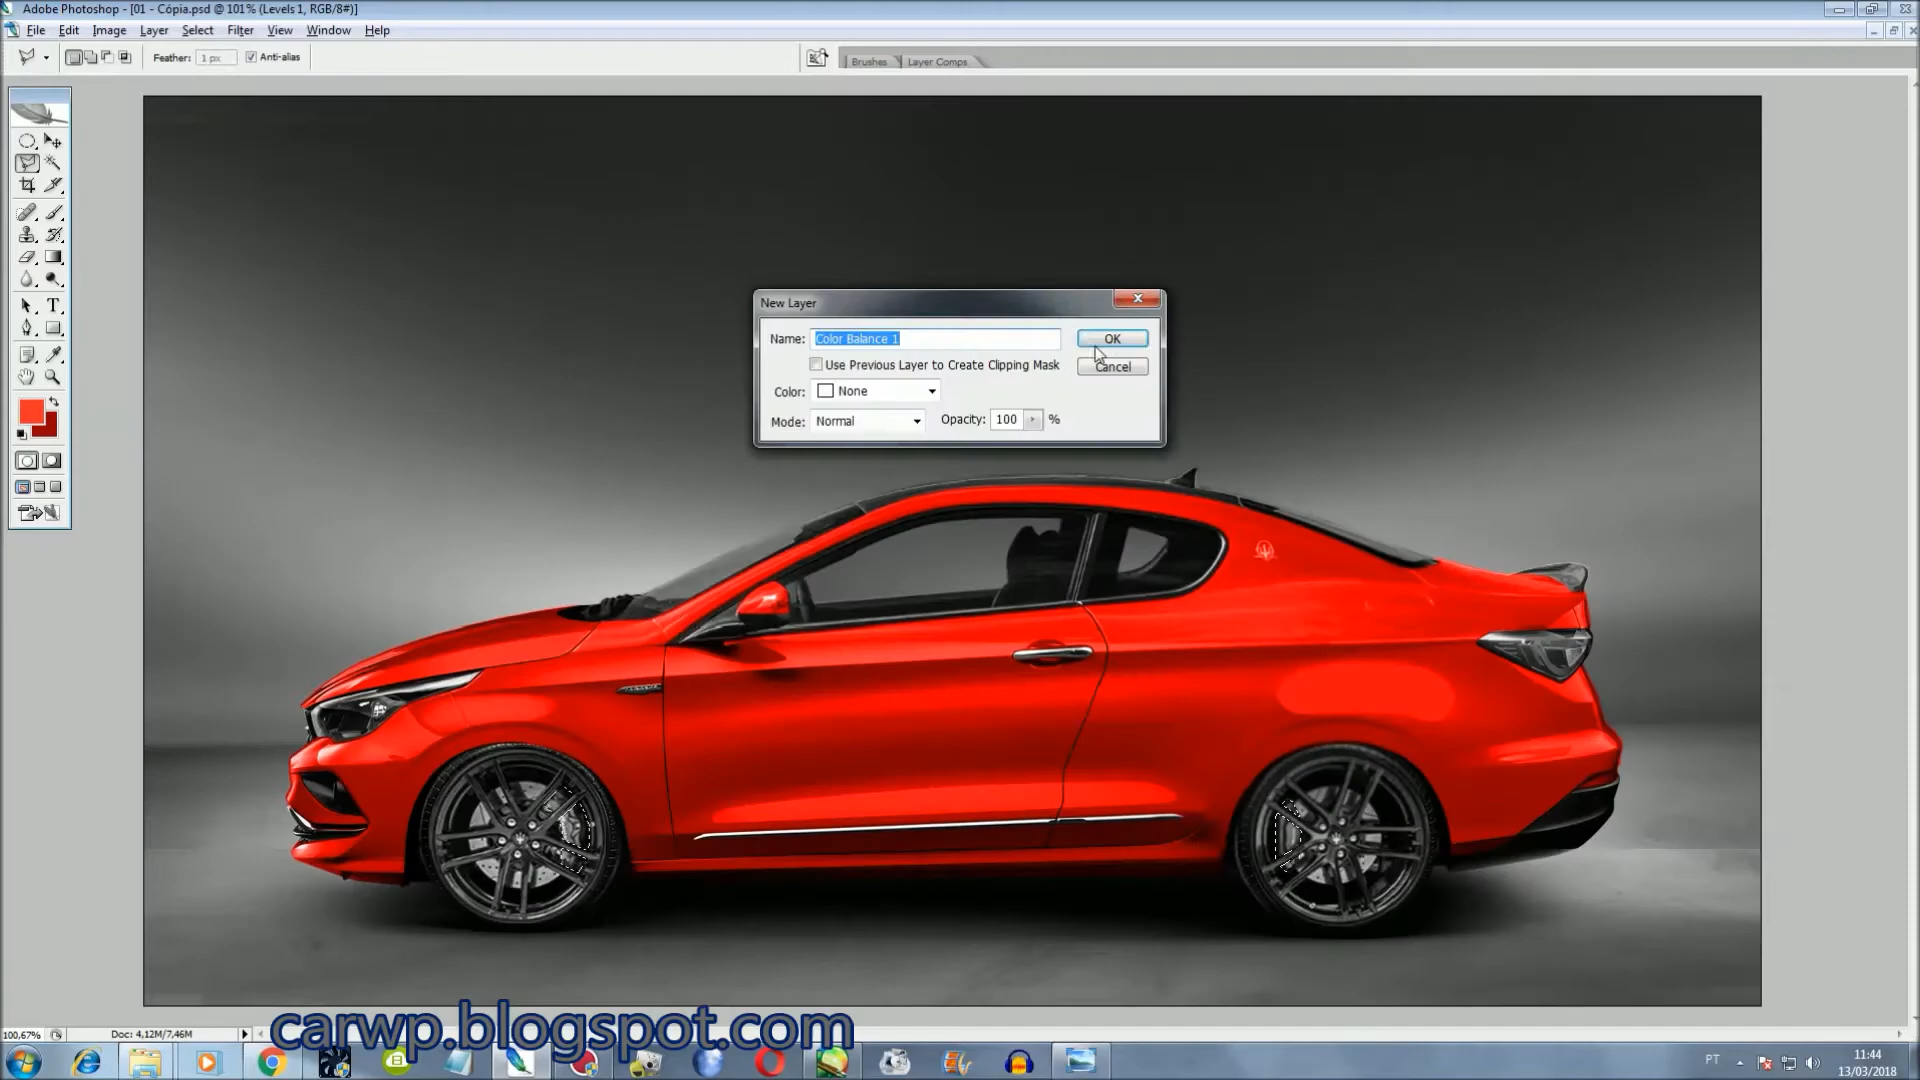 Adobe Photoshop - [01 - Cópia.psd @ 101% (Levels 1, RGB/8#)]
File Edit Image Layer Select Filter View Window Help
Feather: 1 px Anti-alias
Brushes Layer Comps
New Layer
Name: Color Balance 1 OK
Use Previous Layer to Create Clipping Mask
Cancel
Color: None
Mode: Normal Opacity: 100 %
100,67% Doc: 4,12M/7,46M
carwp.blogspot.com
PT
11:44
13/03/2018